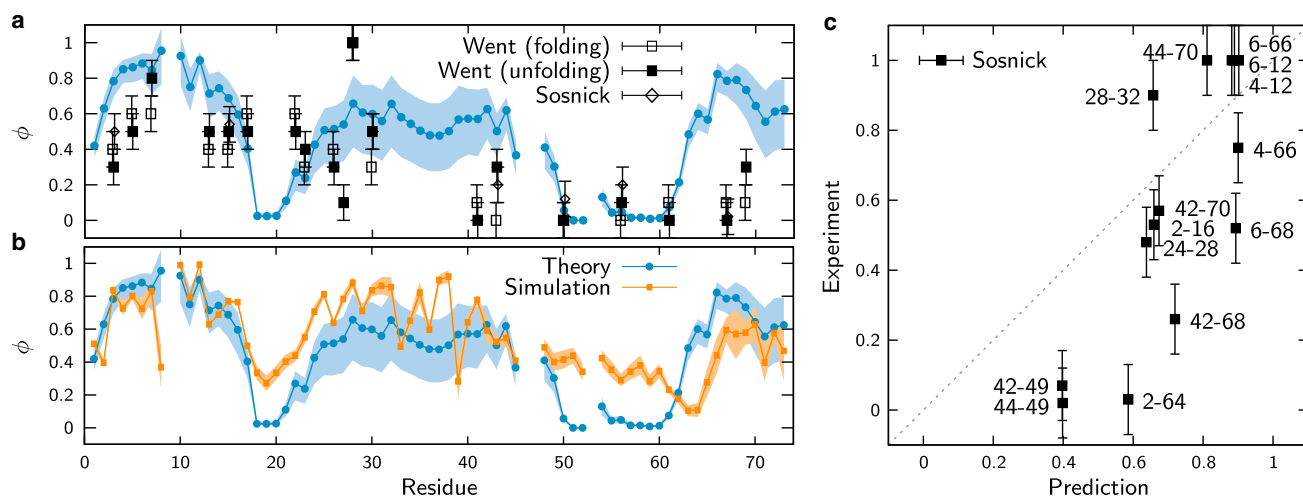 a
1
0.8
0.6
0.4
0.2
0
ϕ
Went (folding)
Went (unfolding)
Sosnick
b
1
0.8
0.6
0.4
0.2
0
ϕ
Theory
Simulation
0 10 20 30 40 50 60 70
Residue
c
1
0.8
0.6
0.4
0.2
0
Experiment
Sosnick
44-70
6-66
6-12
4-12
28-32
4-66
42-70
2-16
6-68
24-28
42-68
42-49
44-49
2-64
0 0.2 0.4 0.6 0.8 1
Prediction